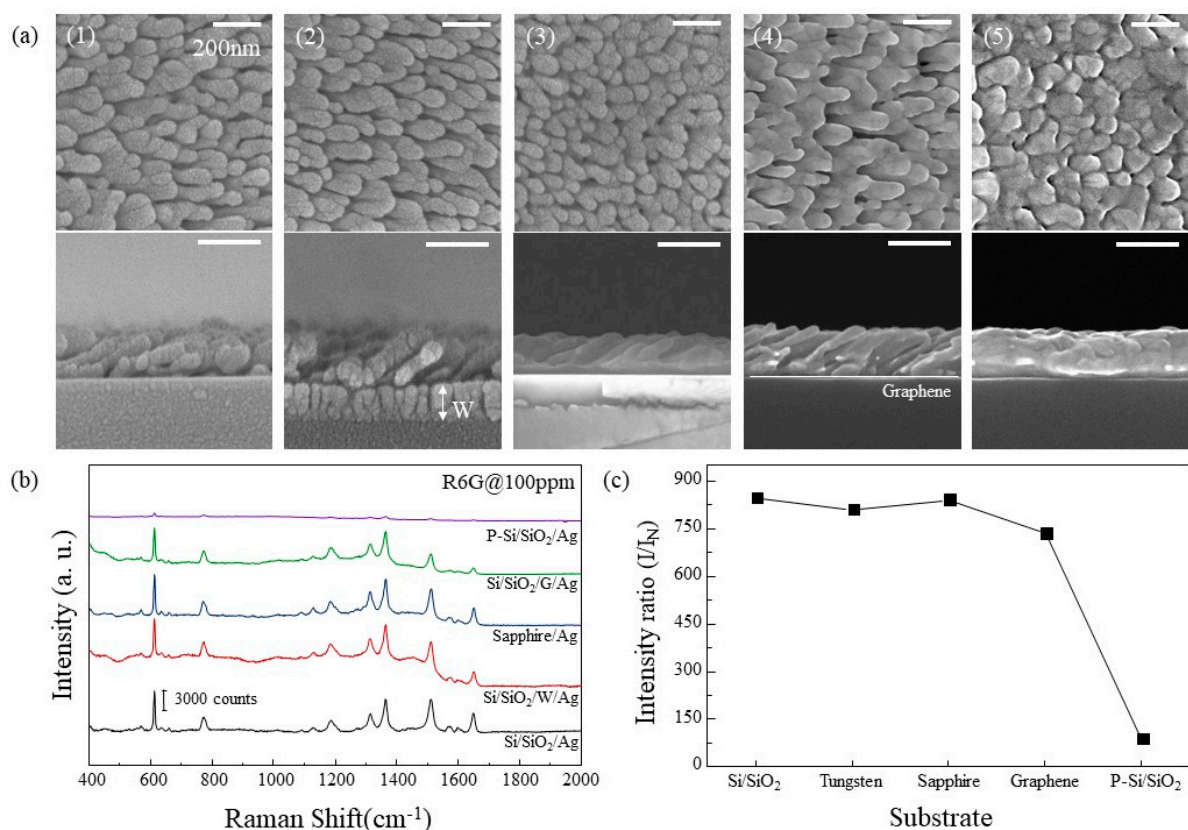 (a)
(1)
200nm
(2)
(3)
(4)
(5)
W
Graphene
(b)
R6G@100ppm
P-Si/SiO₂/Ag
Si/SiO₂/G/Ag
Sapphire/Ag
Si/SiO₂/W/Ag
3000 counts
Si/SiO₂/Ag
Intensity (a. u.)
400 600 800 1000 1200 1400 1600 1800 2000
Raman Shift(cm⁻¹)
(c)
Intensity ratio (I/I_N)
900
750
600
450
300
150
0
Si/SiO₂ Tungsten Sapphire Graphene P-Si/SiO₂
Substrate